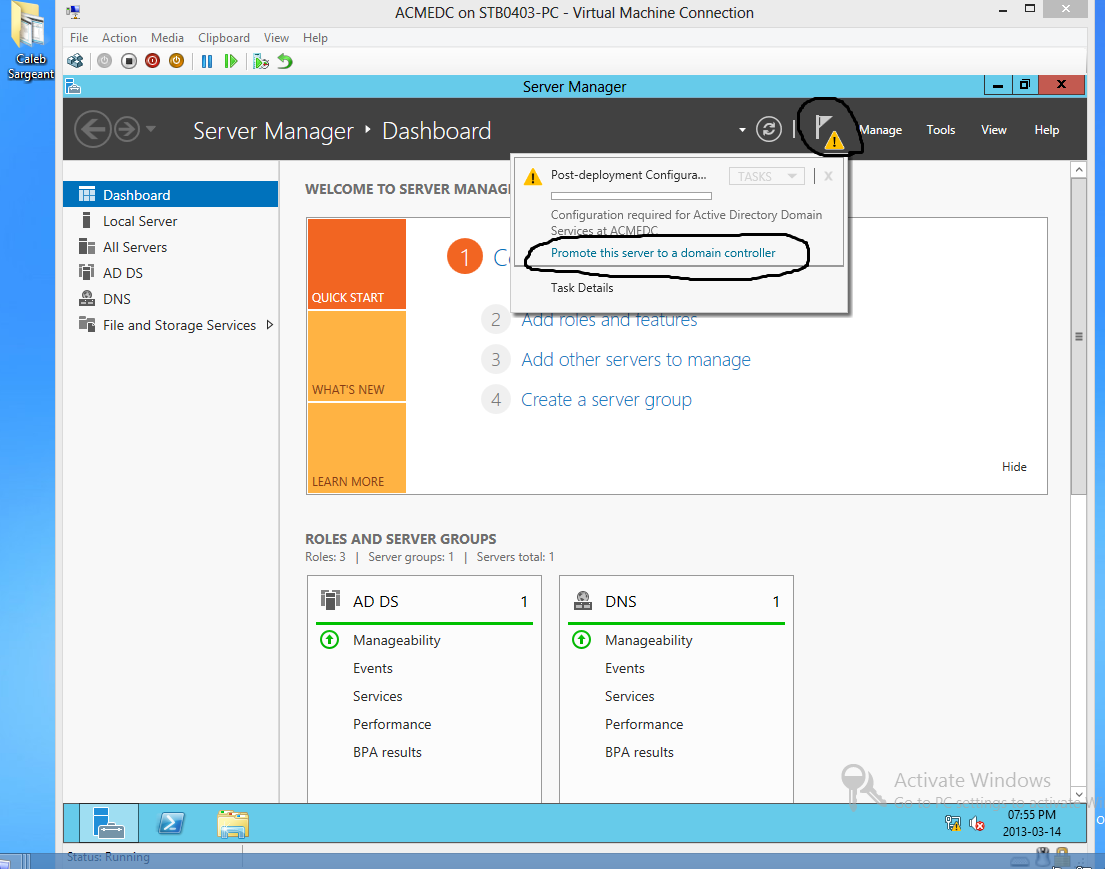 Caleb
Sargeant
ACMEDC on STB0403-PC - Virtual Machine Connection
File Action Media Clipboard View Help
Server Manager
Server Manager Dashboard
Manage Tools View Help
Post-deployment Configura...
TASKS
X
Configuration required for Active Directory Domain
Services at ACMEDC
Promote this server to a domain controller
Task Details
Dashboard
Local Server
All Servers
AD DS
DNS
File and Storage Services
WELCOME TO SERVER MANAG
QUICK START
WHAT'S NEW
LEARN MORE
1 C
2 Add roles and features
3 Add other servers to manage
4 Create a server group
Hide
ROLES AND SERVER GROUPS
Roles: 3 | Server groups: 1 | Servers total: 1
AD DS 1
Manageability
Events
Services
Performance
BPA results
DNS 1
Manageability
Events
Services
Performance
BPA results
Activate Windows
Go to PC settings to activate W
07:55 PM
2013-03-14
Status: Running